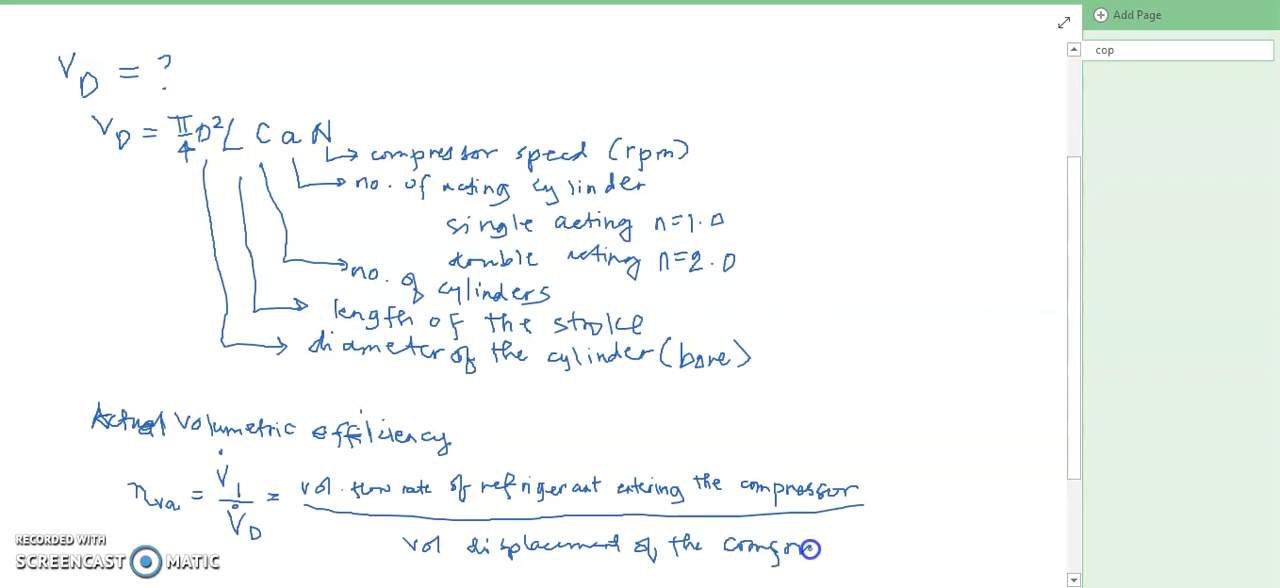 Add Page
cop
V_D = ?
V_D = π/4 D² L C a N
compressor speed (rpm)
no. of acting cylinder
single acting n=1.0
double acting n=2.0
no. of cylinders
length of the stroke
diameter of the cylinder (bore)
Actual Volumetric efficiency
η_va = V̇_1 / V̇_D = vol. flow rate of refrigerant entering the compressor
vol displacement of the
RECORDED WITH
SCREENCAST MATIC